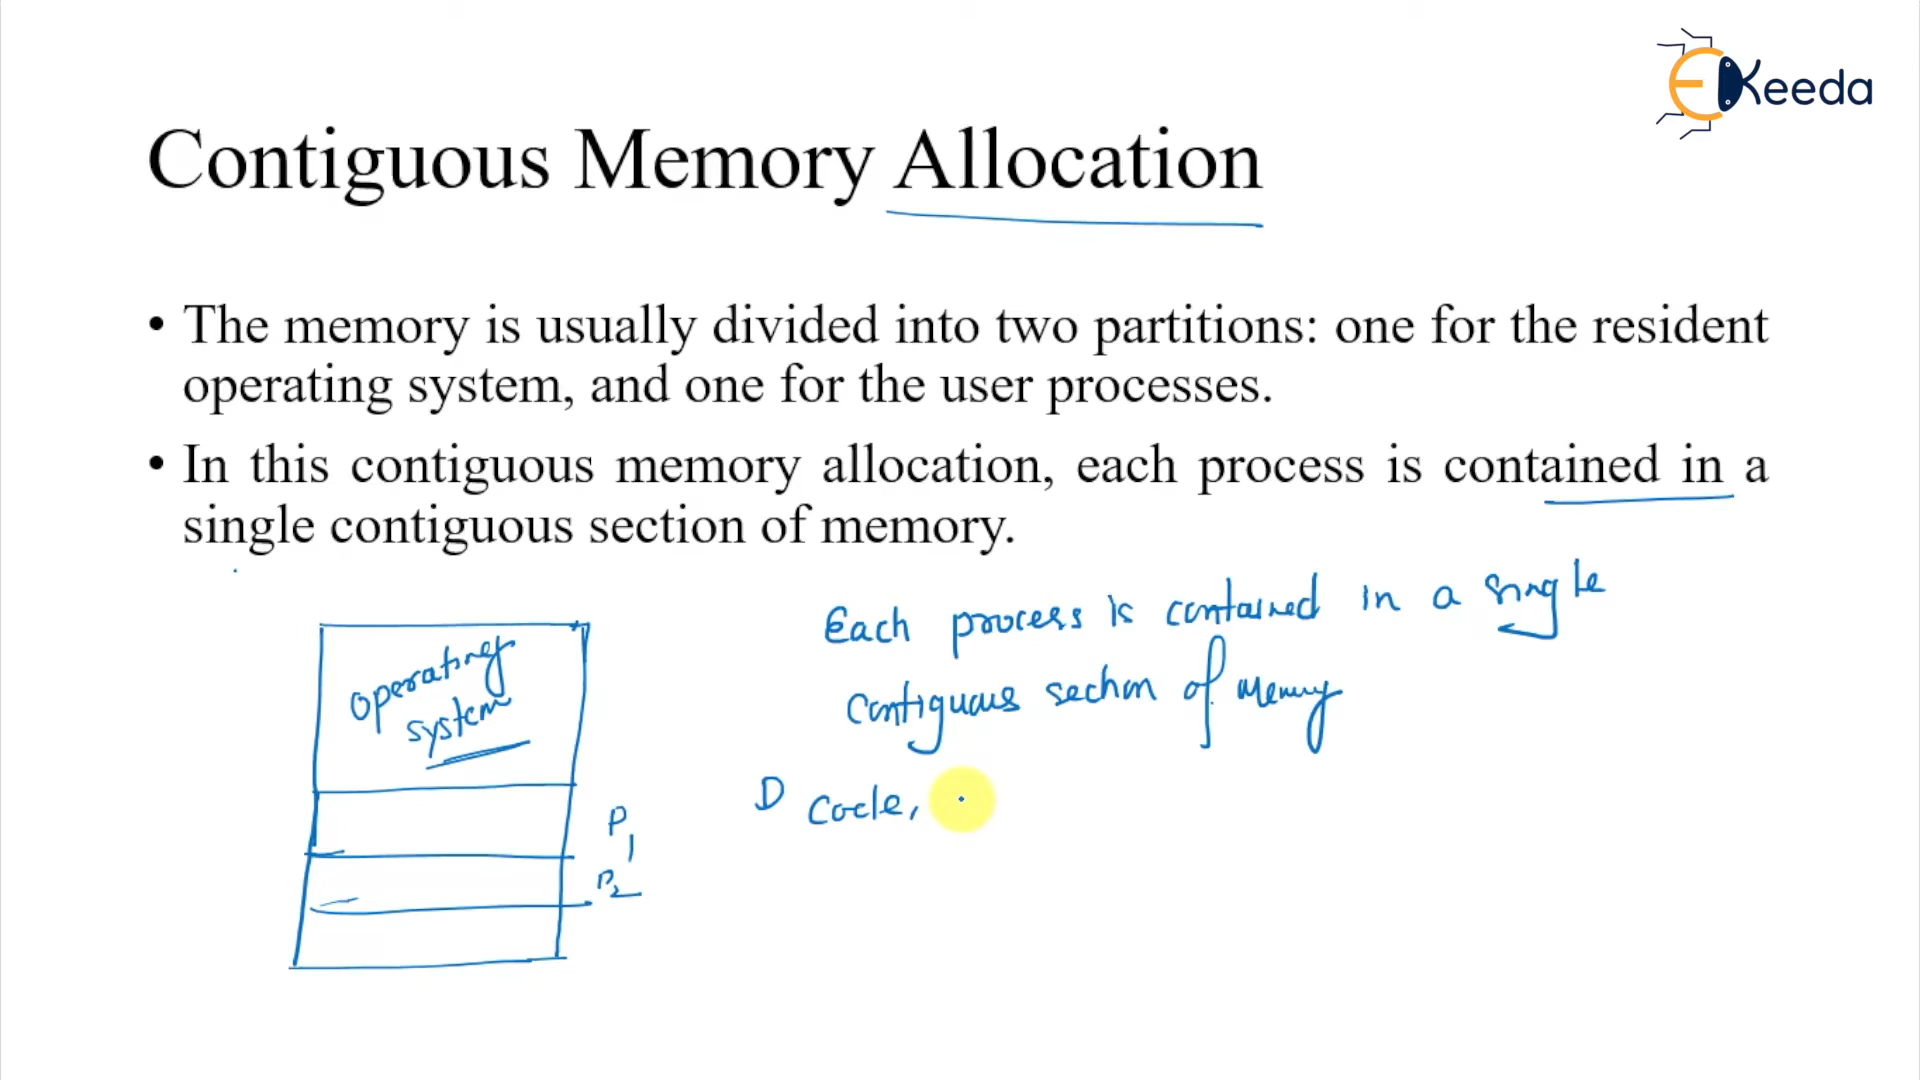 EKeeda
Contiguous Memory Allocation
• The memory is usually divided into two partitions: one for the resident
operating system, and one for the user processes.
• In this contiguous memory allocation, each process is contained in a
single contiguous section of memory.
Each process is contained in a single
contiguous section of memory
operating
system
D code,
P1
P2